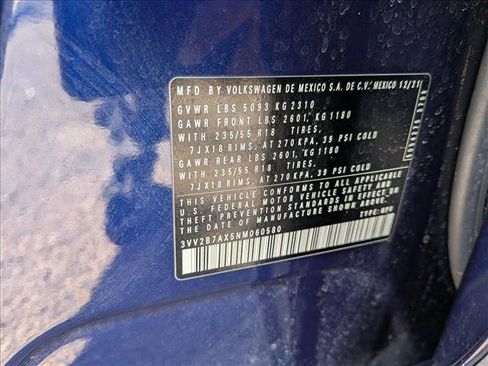 MFD BY VOLKSWAGEN DE MEXICO S.A. DE C.V. MEXICO 12/21
GVWR LBS 5093 KG 2310
GAWR FRONT LBS 2601, KG 1180
WITH 235/55 R18 TIRES,
7JX18 RIMS, AT 270 KPA, 39 PSI COLD
GAWR REAR LBS 2601, KG 1180
WITH 235/55 R18 TIRES,
7JX18 RIMS, AT 270 KPA, 39 PSI COLD
THIS VEHICLE CONFORMS TO ALL APPLICABLE
U.S. FEDERAL MOTOR VEHICLE SAFETY AND
THEFT PREVENTION STANDARDS IN EFFECT ON THE
DATE OF MANUFACTURE SHOWN ABOVE.
3VV2B7AX5NM060580 TYPE: MPV